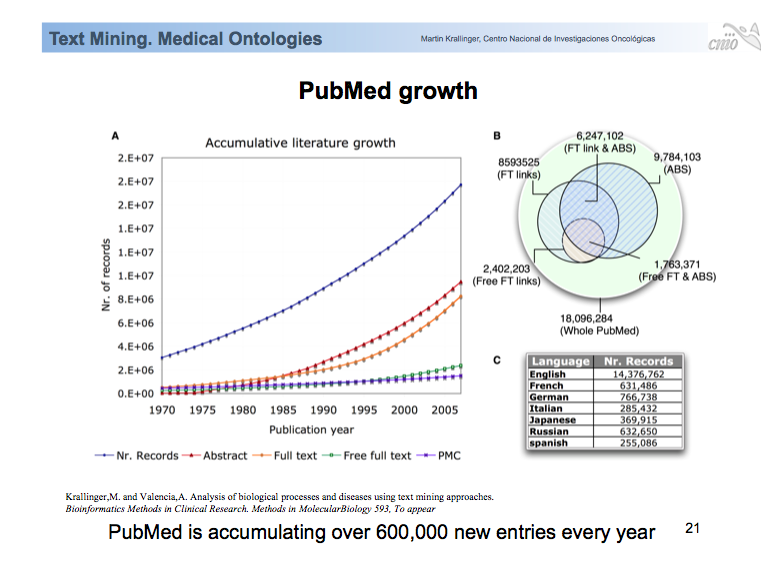 Text Mining. Medical Ontologies
Martin Krallinger, Centro Nacional de Investigaciones Oncológicas
cnio
PubMed growth
A
Accumulative literature growth
2.E+07
2.E+07
2.E+07
1.E+07
1.E+07
1.E+07
8.E+06
6.E+06
4.E+06
2.E+06
0.E+00
Nr. of records
1970 1975 1980 1985 1990 1995 2000 2005
Publication year
Nr. Records Abstract Full text Free full text PMC
B
6,247,102
(FT link & ABS)
8593525
(FT links)
9,784,103
(ABS)
2,402,203
(Free FT links)
1,763,371
(Free FT & ABS)
18,096,284
(Whole PubMed)
C
Language Nr. Records
English 14,376,762
French 631,486
German 766,738
Italian 285,432
Japanese 369,915
Russian 632,650
spanish 255,086
Krallinger,M. and Valencia,A. Analysis of biological processes and diseases using text mining approaches.
Bioinformatics Methods in Clinical Research. Methods in MolecularBiology 593, To appear
PubMed is accumulating over 600,000 new entries every year
21